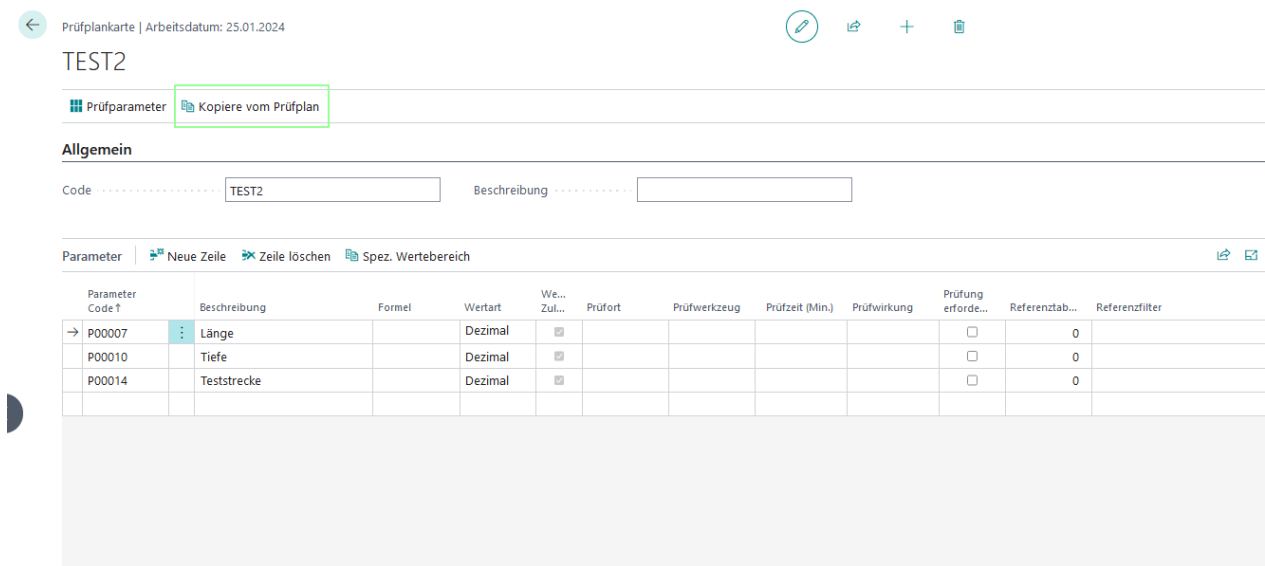 Prüfplankarte | Arbeitsdatum: 25.01.2024
TEST2
Prüfparameter Kopiere vom Prüfplan
Allgemein
Code TEST2 Beschreibung
Parameter Neue Zeile Zeile löschen Spez. Wertebereich
Parameter Code↑ Beschreibung Formel Wertart We... Zul... Prüfort Prüfwerkzeug Prüfzeit (Min.) Prüfwirkung Prüfung erforde... Referenztab... Referenzfilter
P00007 Länge Dezimal 0
P00010 Tiefe Dezimal 0
P00014 Teststrecke Dezimal 0